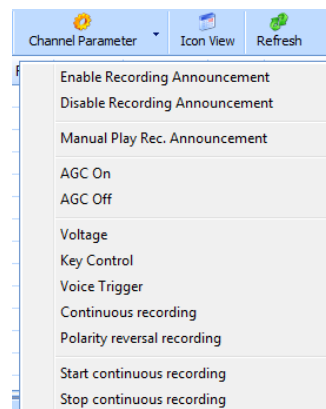 Channel Parameter
Icon View
Refresh
Enable Recording Announcement
Disable Recording Announcement
Manual Play Rec. Announcement
AGC On
AGC Off
Voltage
Key Control
Voice Trigger
Continuous recording
Polarity reversal recording
Start continuous recording
Stop continuous recording